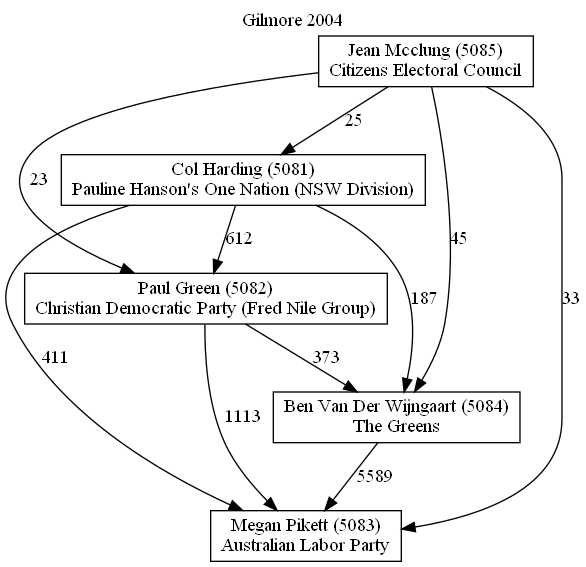 Gilmore 2004
Jean Mcclung (5085)
Citizens Electoral Council
25
Col Harding (5081)
Pauline Hanson's One Nation (NSW Division)
23
612
45
Paul Green (5082)
Christian Democratic Party (Fred Nile Group)
187
33
411
1113
373
Ben Van Der Wijngaart (5084)
The Greens
5589
Megan Pikett (5083)
Australian Labor Party